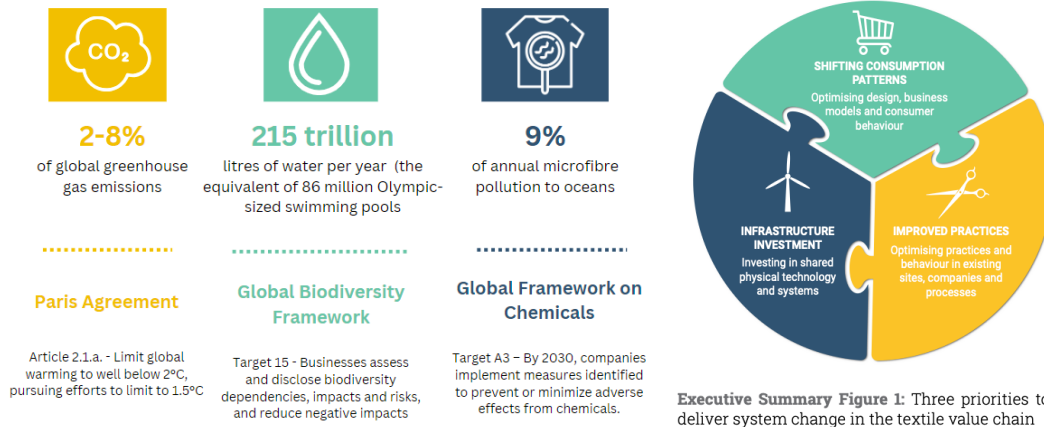 CO₂
2-8%
of global greenhouse
gas emissions
Paris Agreement
Article 2.1.a. - Limit global
warming to well below 2°C,
pursuing efforts to limit to 1.5°C
215 trillion
litres of water per year (the
equivalent of 86 million Olympic-
sized swimming pools
Global Biodiversity
Framework
Target 15 - Businesses assess
and disclose biodiversity
dependencies, impacts and risks,
and reduce negative impacts
9%
of annual microfibre
pollution to oceans
Global Framework on
Chemicals
Target A3 – By 2030, companies
implement measures identified
to prevent or minimize adverse
effects from chemicals.
SHIFTING CONSUMPTION
PATTERNS
Optimising design, business
models and consumer
behaviour
INFRASTRUCTURE
INVESTMENT
Investing in shared
physical technology
and systems
IMPROVED PRACTICES
Optimising practices and
behaviour in existing
sites, companies and
processes
Executive Summary Figure 1: Three priorities to
deliver system change in the textile value chain